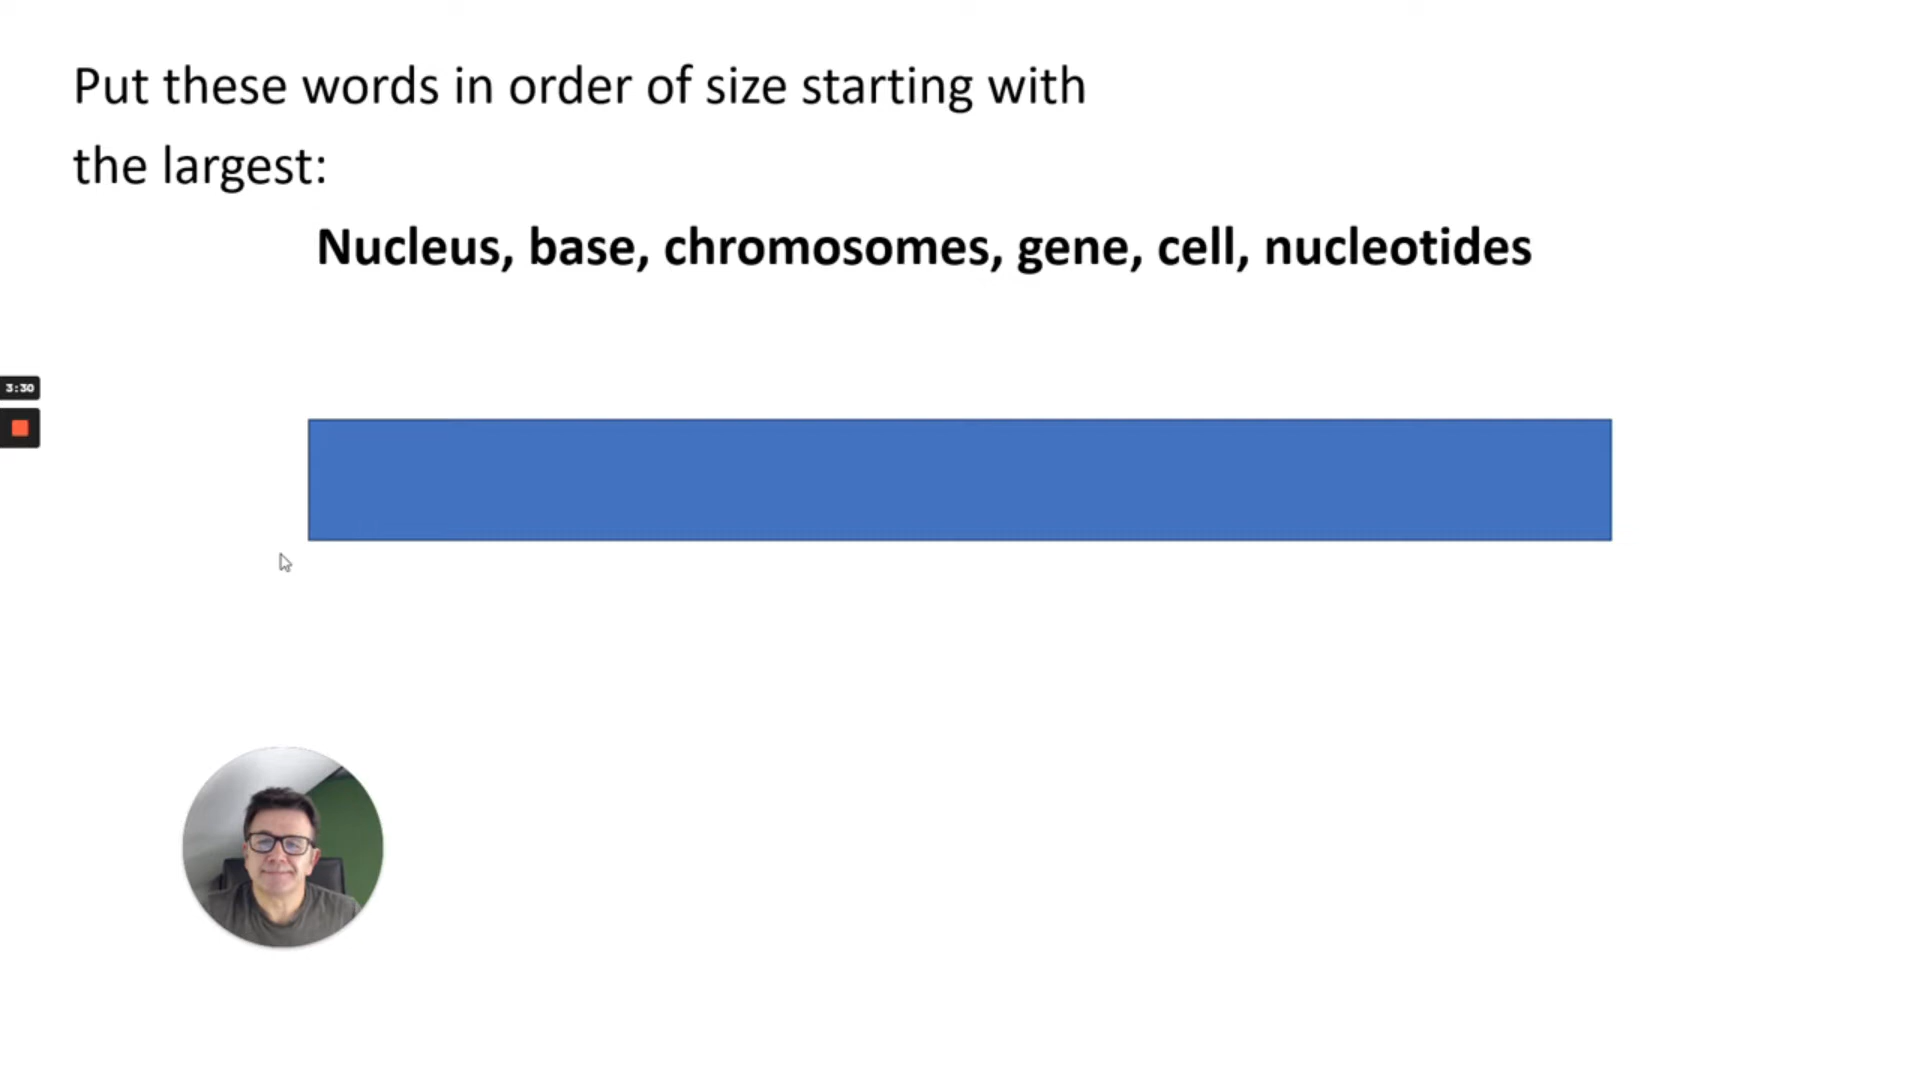 Put these words in order of size starting with
the largest:
Nucleus, base, chromosomes, gene, cell, nucleotides
3:30